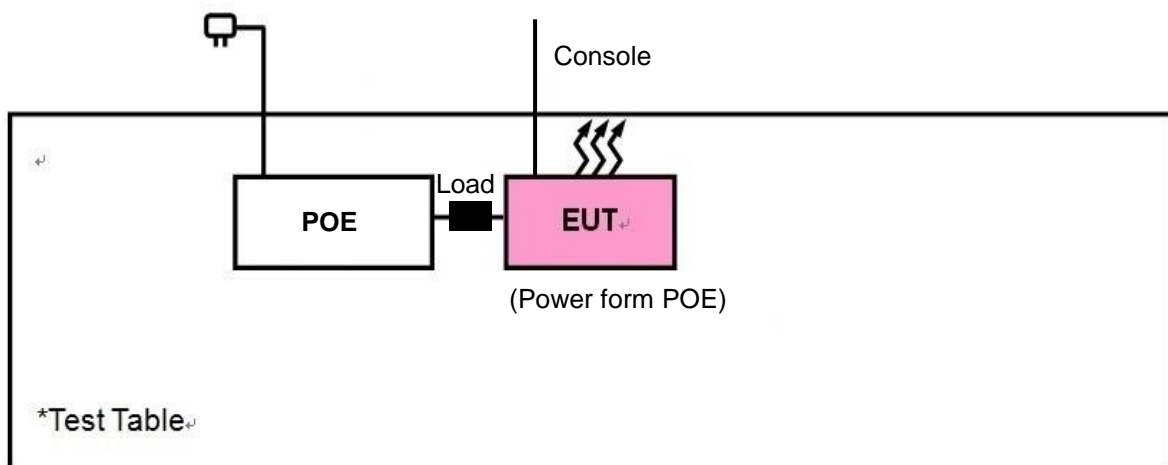 Console
Load
POE
EUT
(Power form POE)
*Test Table